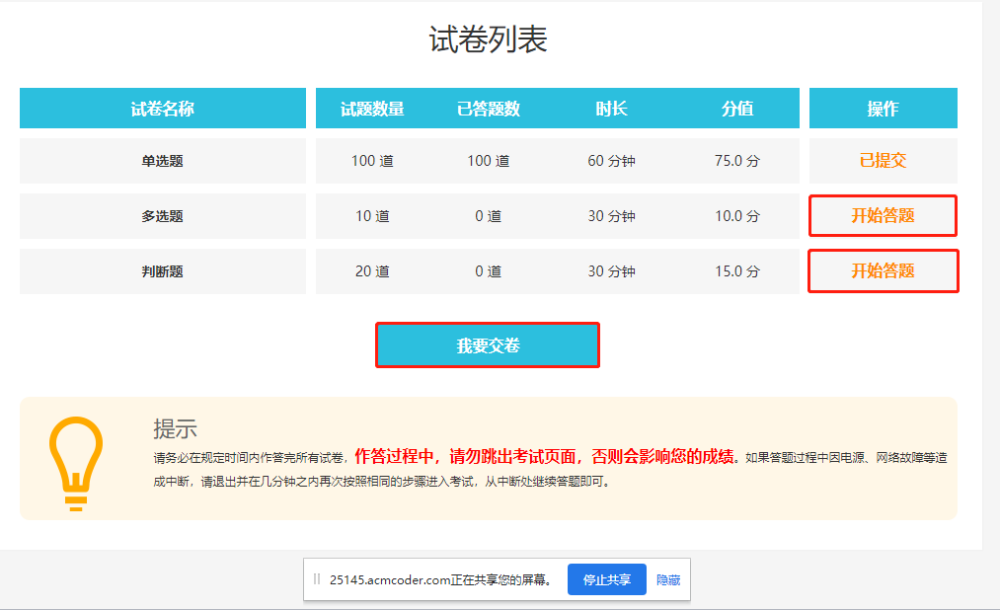 试卷列表
试卷名称 试题数量 已答题数 时长 分值 操作
单选题 100 道 100 道 60 分钟 75.0 分 已提交
多选题 10 道 0 道 30 分钟 10.0 分 开始答题
判断题 20 道 0 道 30 分钟 15.0 分 开始答题
我要交卷
提示
请务必在规定时间内作答完所有试卷，作答过程中，请勿跳出考试页面，否则会影响您的成绩。如果答题过程中因电源、网络故障等造
成中断，请退出并在几分钟之内再次按照相同的步骤进入考试，从中断处继续答题即可。
25145.acmcoder.com正在共享您的屏幕。 停止共享 隐藏